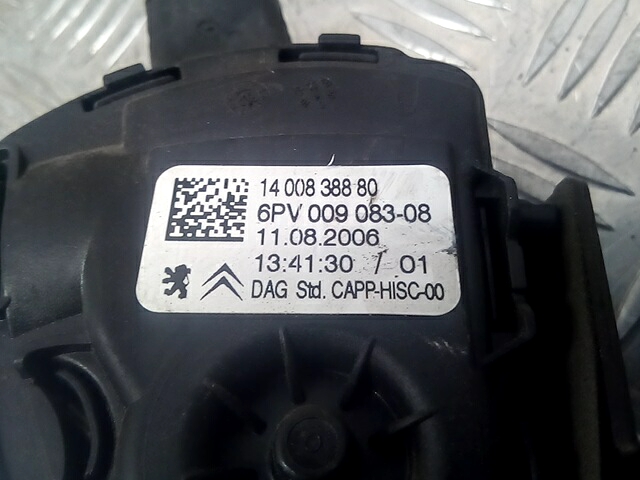 14 008 388 80
6PV 009 083-08
11.08.2006
13:41:30 / 01
DAG Std. CAPP-HISC-00